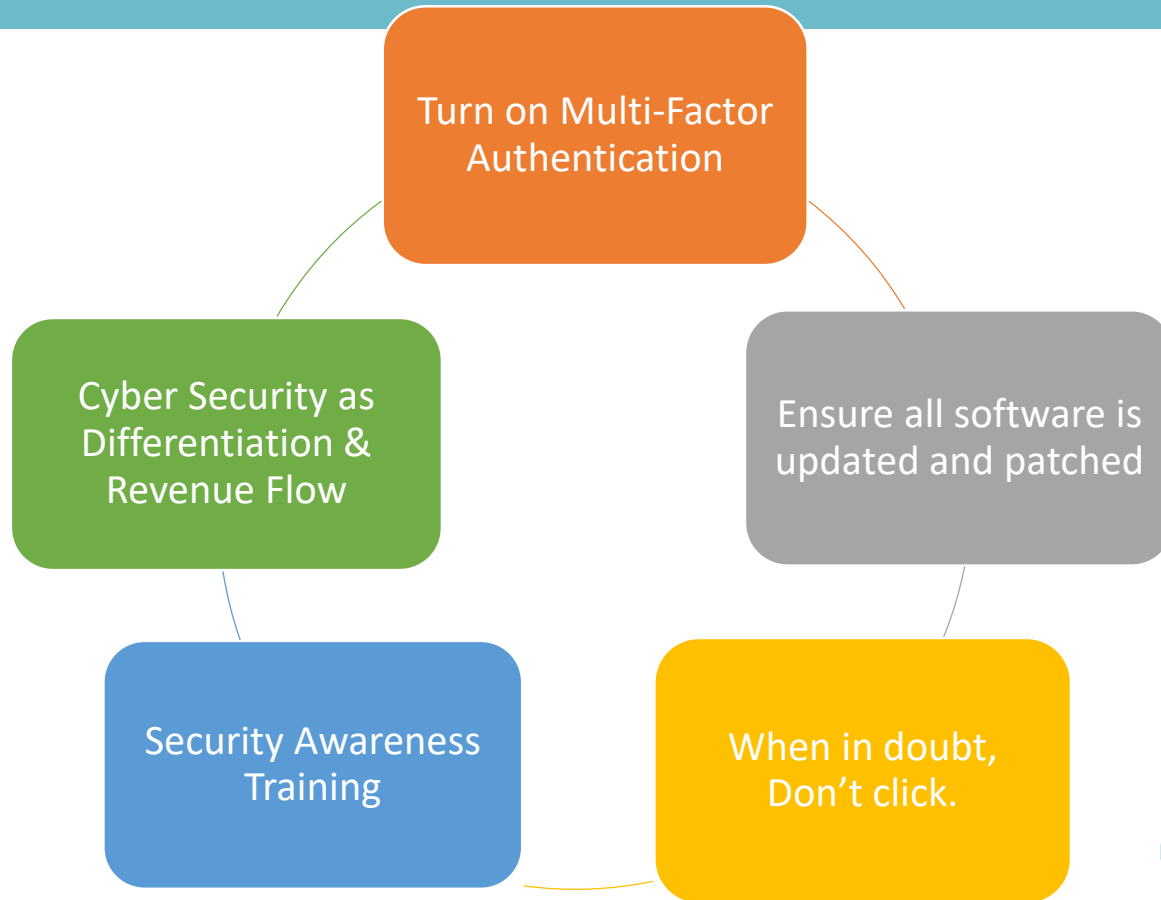 Turn on Multi-Factor
Authentication
Ensure all software is
updated and patched
When in doubt,
Don’t click.
Security Awareness
Training
Cyber Security as
Differentiation &
Revenue Flow